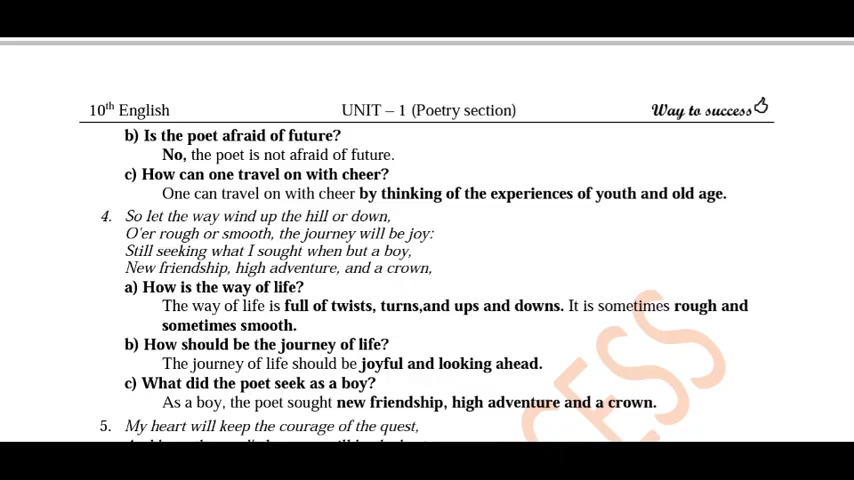 10th English UNIT – 1 (Poetry section) Way to success
b) Is the poet afraid of future?
No, the poet is not afraid of future.
c) How can one travel on with cheer?
One can travel on with cheer by thinking of the experiences of youth and old age.
4. So let the way wind up the hill or down,
O'er rough or smooth, the journey will be joy:
Still seeking what I sought when but a boy,
New friendship, high adventure, and a crown,
a) How is the way of life?
The way of life is full of twists, turns,and ups and downs. It is sometimes rough and
sometimes smooth.
b) How should be the journey of life?
The journey of life should be joyful and looking ahead.
c) What did the poet seek as a boy?
As a boy, the poet sought new friendship, high adventure and a crown.
5. My heart will keep the courage of the quest,